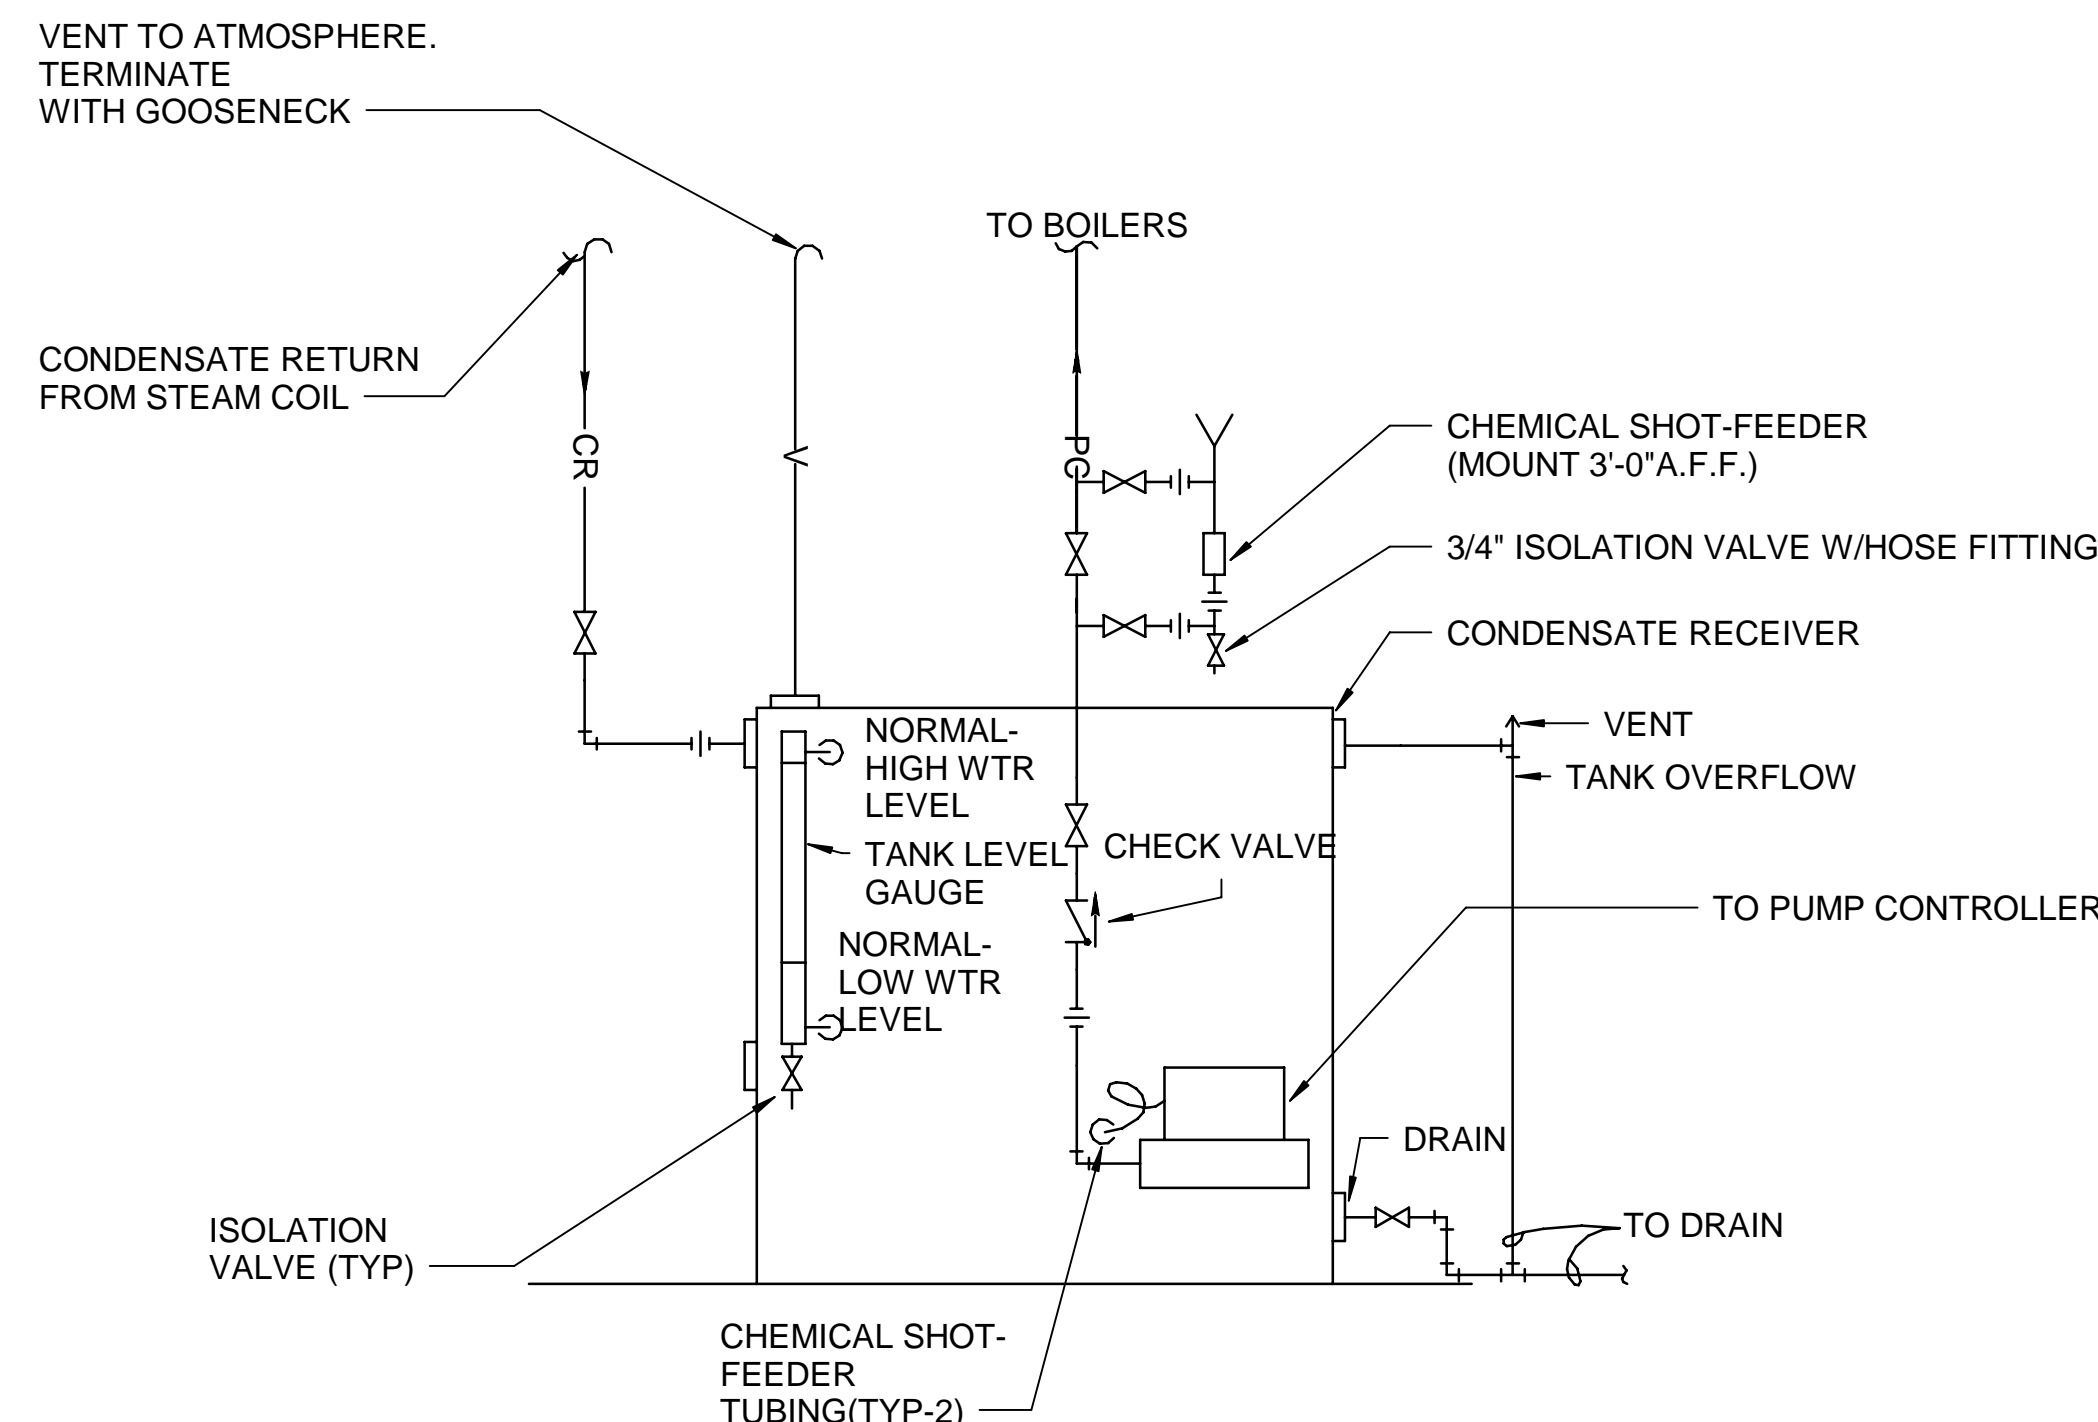 VENT TO ATMOSPHERE.
TERMINATE
WITH GOOSENECK
TO BOILERS
CONDENSATE RETURN
FROM STEAM COIL
CR
V
PC
CHEMICAL SHOT-FEEDER
(MOUNT 3'-0"A.F.F.)
3/4" ISOLATION VALVE W/HOSE FITTING
CONDENSATE RECEIVER
NORMAL-
HIGH WTR
LEVEL
VENT
TANK OVERFLOW
TANK LEVEL
GAUGE
CHECK VALVE
TO PUMP CONTROLLER
NORMAL-
LOW WTR
LEVEL
DRAIN
TO DRAIN
ISOLATION
VALVE (TYP)
CHEMICAL SHOT-
FEEDER
TUBING(TYP-2)